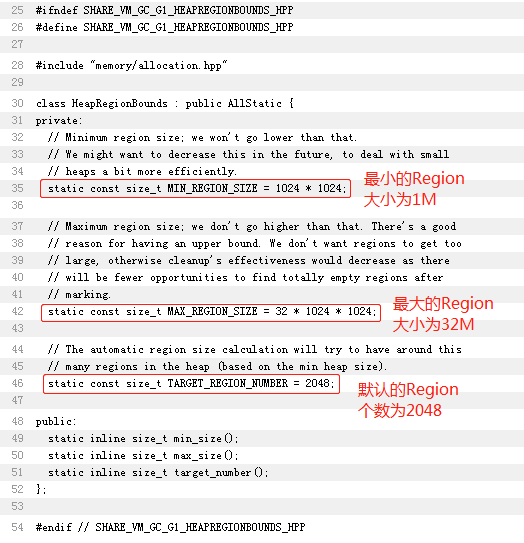 25 #ifndef SHARE_VM_GC_G1_HEAPREGIONBOUNDS_HPP
26 #define SHARE_VM_GC_G1_HEAPREGIONBOUNDS_HPP
27
28 #include "memory/allocation.hpp"
29
30 class HeapRegionBounds : public AllStatic {
31 private:
32 // Minimum region size; we won't go lower than that.
33 // We might want to decrease this in the future, to deal with small
34 // heaps a bit more efficiently.
35 static const size_t MIN_REGION_SIZE = 1024 * 1024;
最小的Region
大小为1M
36
37 // Maximum region size; we don't go higher than that. There's a good
38 // reason for having an upper bound. We don't want regions to get too
39 // large, otherwise cleanup's effectiveness would decrease as there
40 // will be fewer opportunities to find totally empty regions after
41 // marking.
42 static const size_t MAX_REGION_SIZE = 32 * 1024 * 1024;
最大的Region
大小为32M
43
44 // The automatic region size calculation will try to have around this
45 // many regions in the heap (based on the min heap size).
46 static const size_t TARGET_REGION_NUMBER = 2048;
默认的Region
个数为2048
47
48 public:
49 static inline size_t min_size();
50 static inline size_t max_size();
51 static inline size_t target_number();
52 };
53
54 #endif // SHARE_VM_GC_G1_HEAPREGIONBOUNDS_HPP